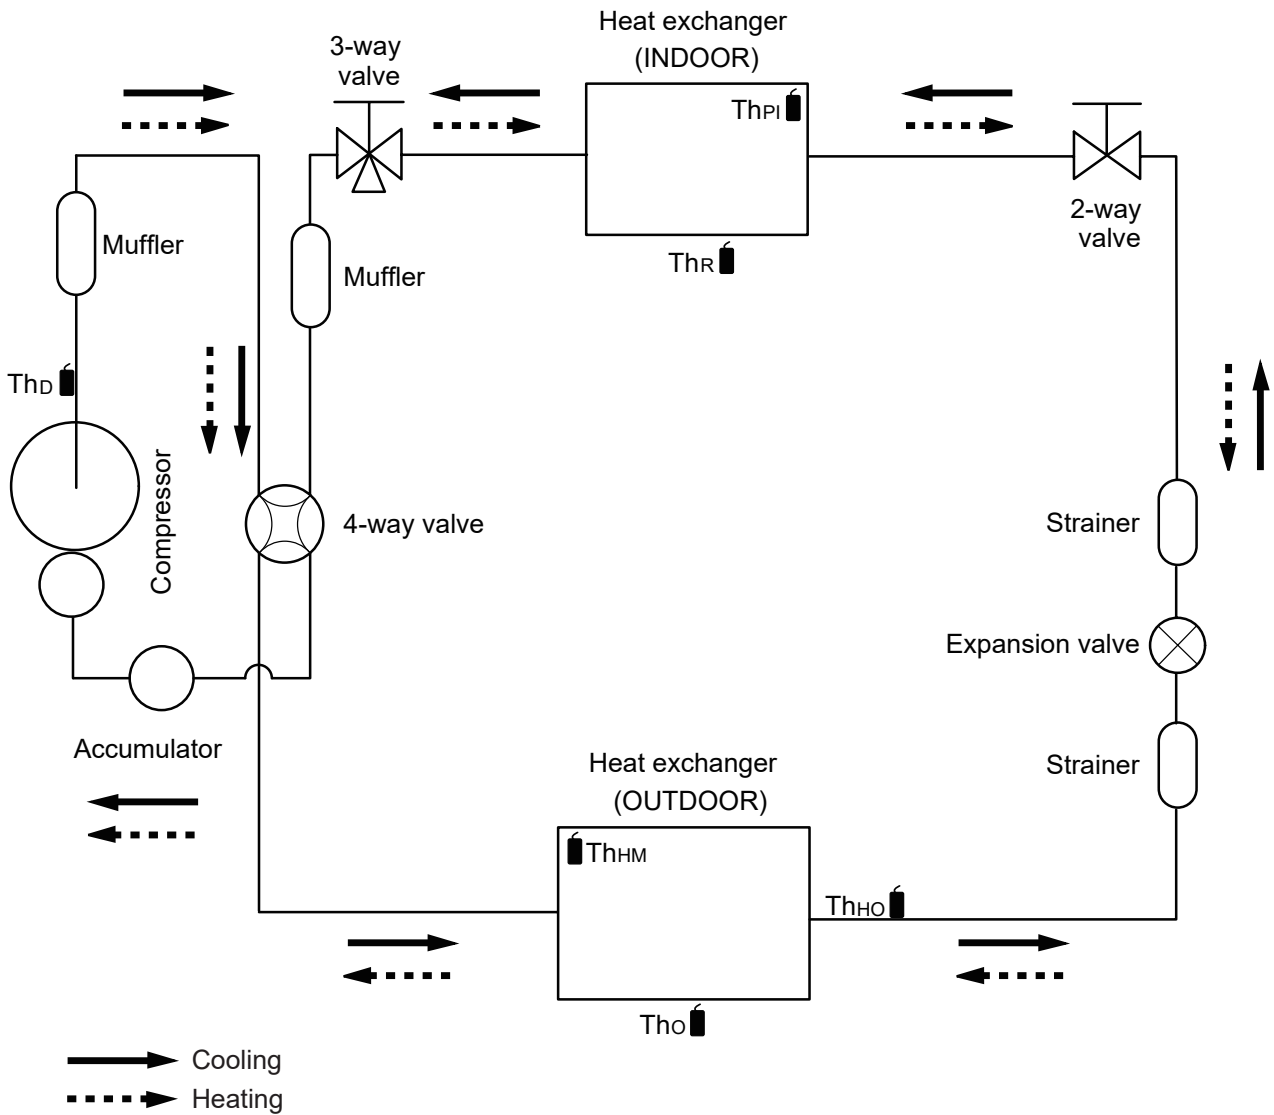 Heat exchanger
(INDOOR)
3-way
valve
ThPI
2-way
valve
Muffler
ThR
Muffler
ThD
Compressor
4-way valve
Strainer
Expansion valve
Accumulator
Heat exchanger
(OUTDOOR)
Strainer
ThHM
ThHO
ThO
Cooling
Heating